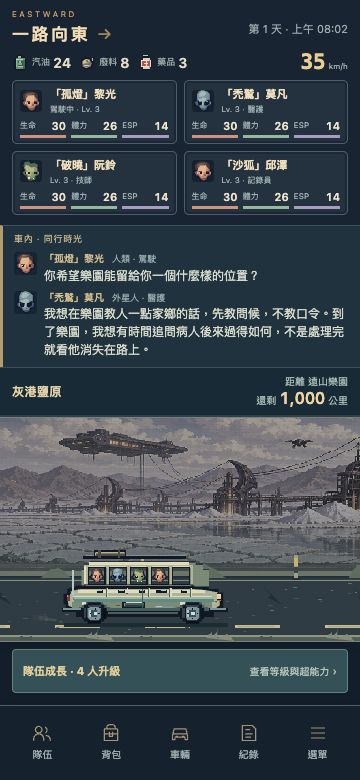 EASTWARD
一路向東 →
第 1 天 · 上午 08:02
汽油 24 廢料 8 藥品 3
35 km/h
「孤燈」黎光
駕駛中 · Lv. 3
生命 30 體力 26 ESP 14
「禿鷲」莫凡
Lv. 3 · 醫護
生命 30 體力 26 ESP 14
「破曉」阮鈴
Lv. 3 · 技師
生命 30 體力 26 ESP 14
「沙狐」邱澤
Lv. 3 · 記錄員
生命 30 體力 26 ESP 14
車內 · 同行時光
「孤燈」黎光 人類 · 駕駛
你希望樂園能留給你一個什麼樣的位置？
「禿鷲」莫凡 外星人 · 醫護
我想在樂園教人一點家鄉的話，先教問候，不教口令。到
了樂園，我想有時間追問病人後來過得如何，不是處理完
就看他消失在路上。
灰港鹽原
距離 遠山樂園
還剩 1,000 公里
隊伍成長 · 4 人升級
查看等級與超能力 ›
隊伍
背包
車輛
紀錄
選單